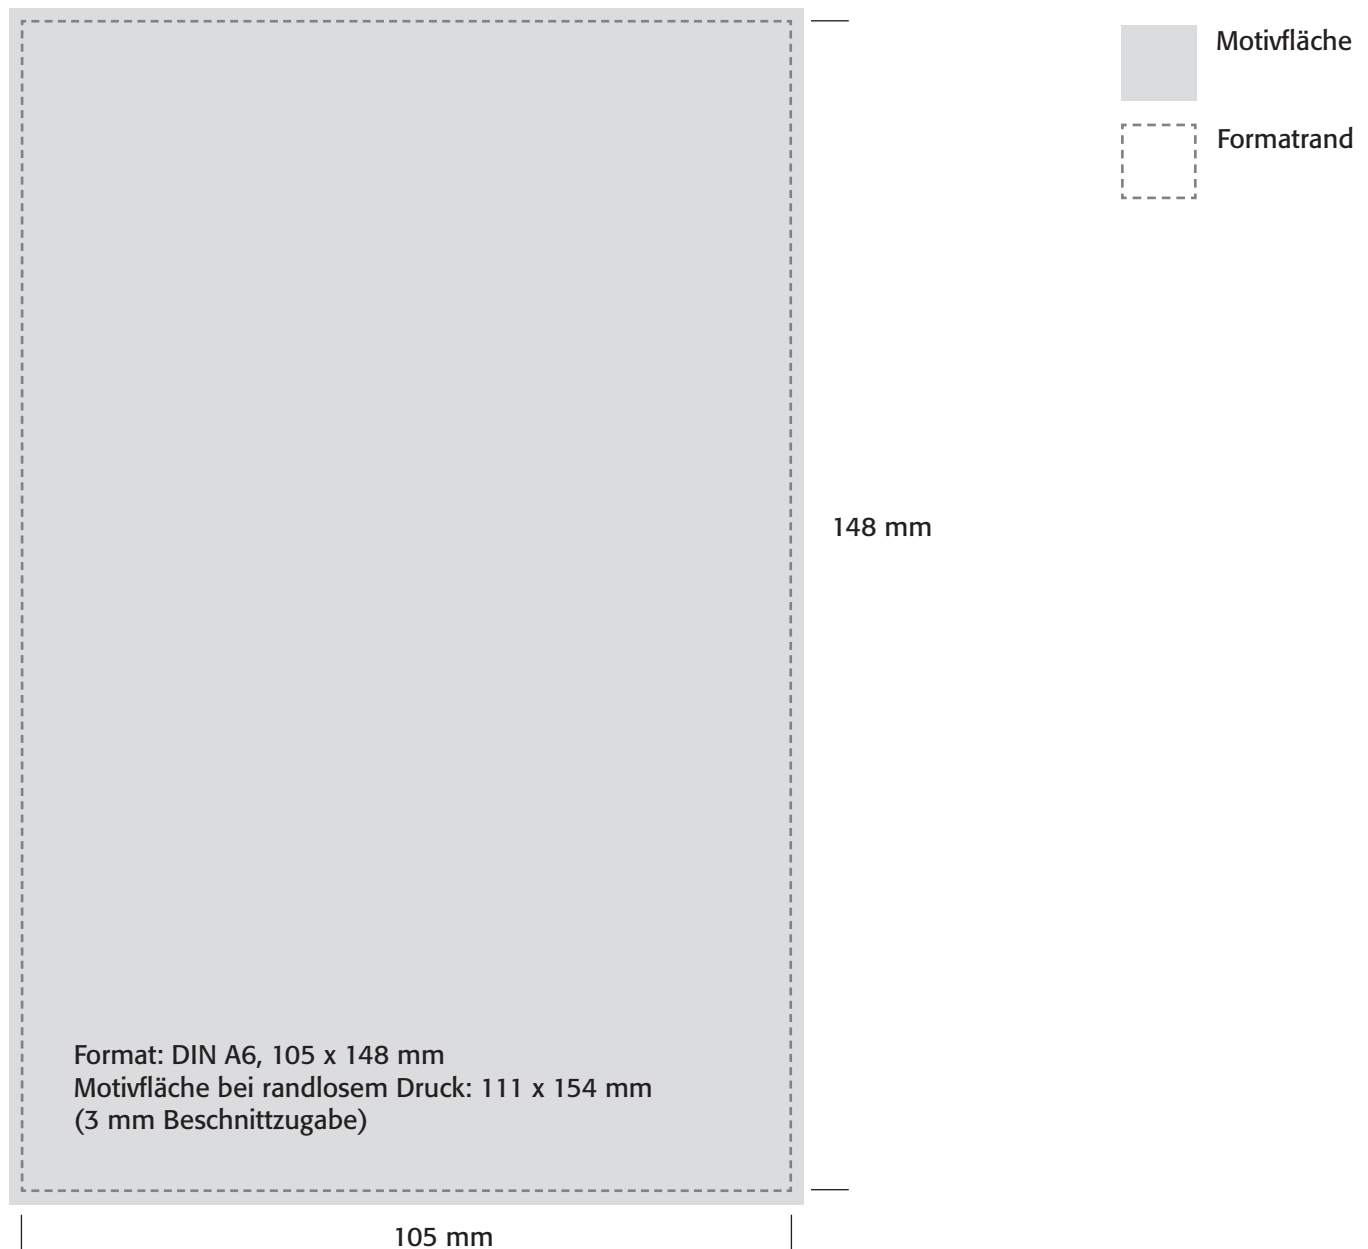 Motivfläche
Formatrand
148 mm
Format: DIN A6, 105 x 148 mm
Motivfläche bei randlosem Druck: 111 x 154 mm
(3 mm Beschnittzugabe)
105 mm